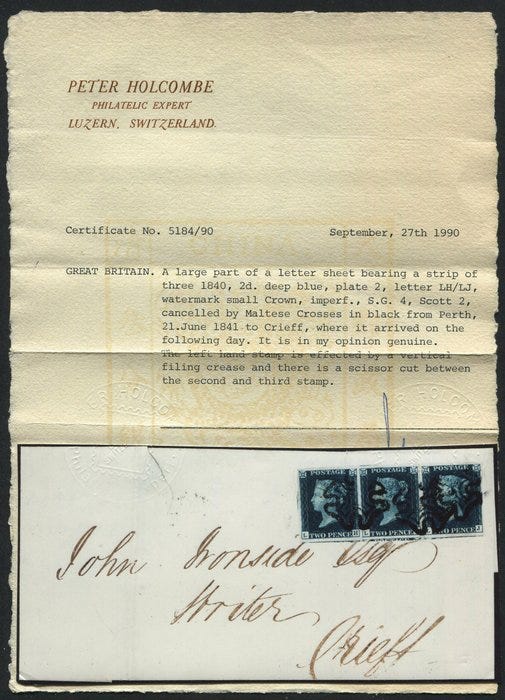 PETER HOLCOMBE
PHILATELIC EXPERT
LUZERN, SWITZERLAND.
Certificate No. 5184/90 September, 27th 1990
GREAT BRITAIN. A large part of a letter sheet bearing a strip of
three 1840, 2d. deep blue, plate 2, letter LH/LJ,
watermark small Crown, imperf., S.G. 4, Scott 2,
cancelled by Maltese Crosses in black from Perth,
21.June 1841 to Crieff, where it arrived on the
following day. It is in my opinion genuine.
The left hand stamp is effected by a vertical
filing crease and there is a scissor cut between
the second and third stamp.
POSTAGE POSTAGE POSTAGE
L TWO PENCE H L TWO PENCE L TWO PENCE J
John Ironside Esqr
Writer
Crieff